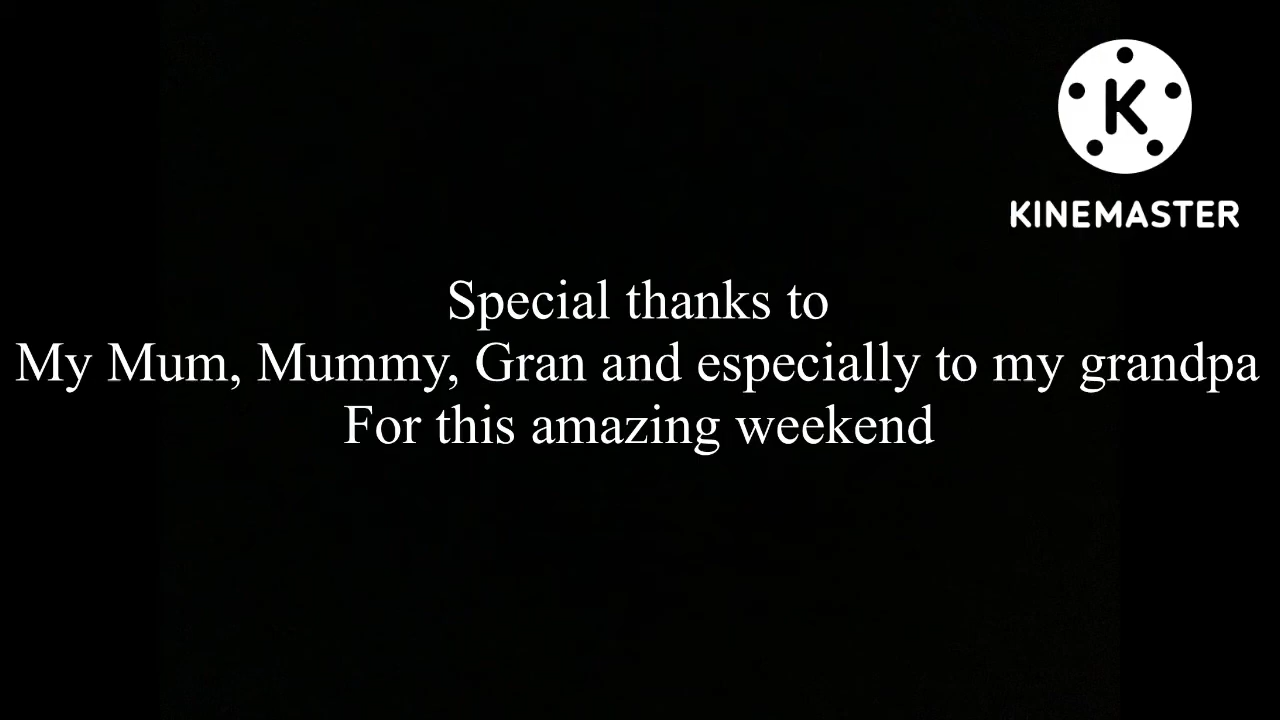 K
KINEMASTER
Special thanks to
My Mum, Mummy, Gran and especially to my grandpa
For this amazing weekend